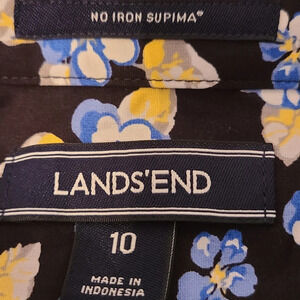 NO IRON SUPIMA®
LANDS'END
10
MADE IN
INDONESIA